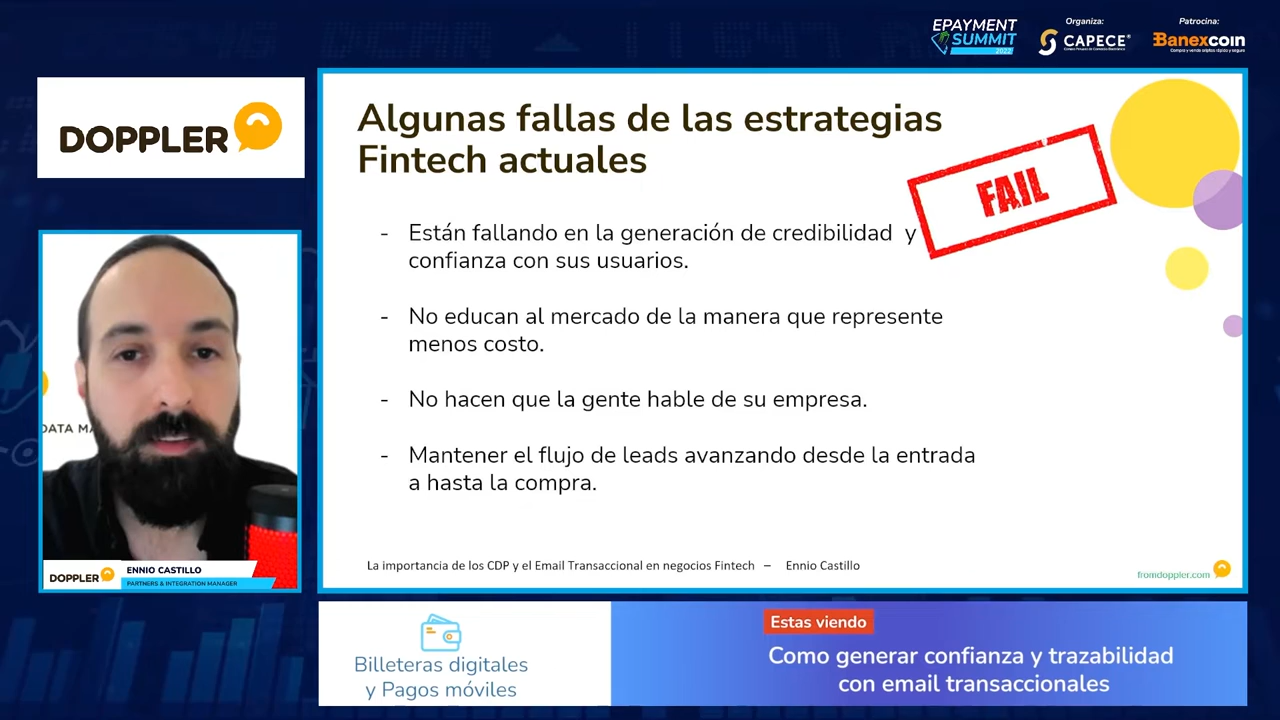 EPAYMENT
SUMMIT
2022
Organiza:
CAPECE
Patrocina:
Banexcoin
DOPPLER
Algunas fallas de las estrategias
Fintech actuales
FAIL
- Están fallando en la generación de credibilidad y
confianza con sus usuarios.
- No educan al mercado de la manera que represente
menos costo.
- No hacen que la gente hable de su empresa.
- Mantener el flujo de leads avanzando desde la entrada
a hasta la compra.
La importancia de los CDP y el Email Transaccional en negocios Fintech – Ennio Castillo
fromdoppler.com
DATA MA
DOPPLER
ENNIO CASTILLO
PARTNERS & INTEGRATION MANAGER
Billeteras digitales
y Pagos móviles
Estas viendo
Como generar confianza y trazabilidad
con email transaccionales